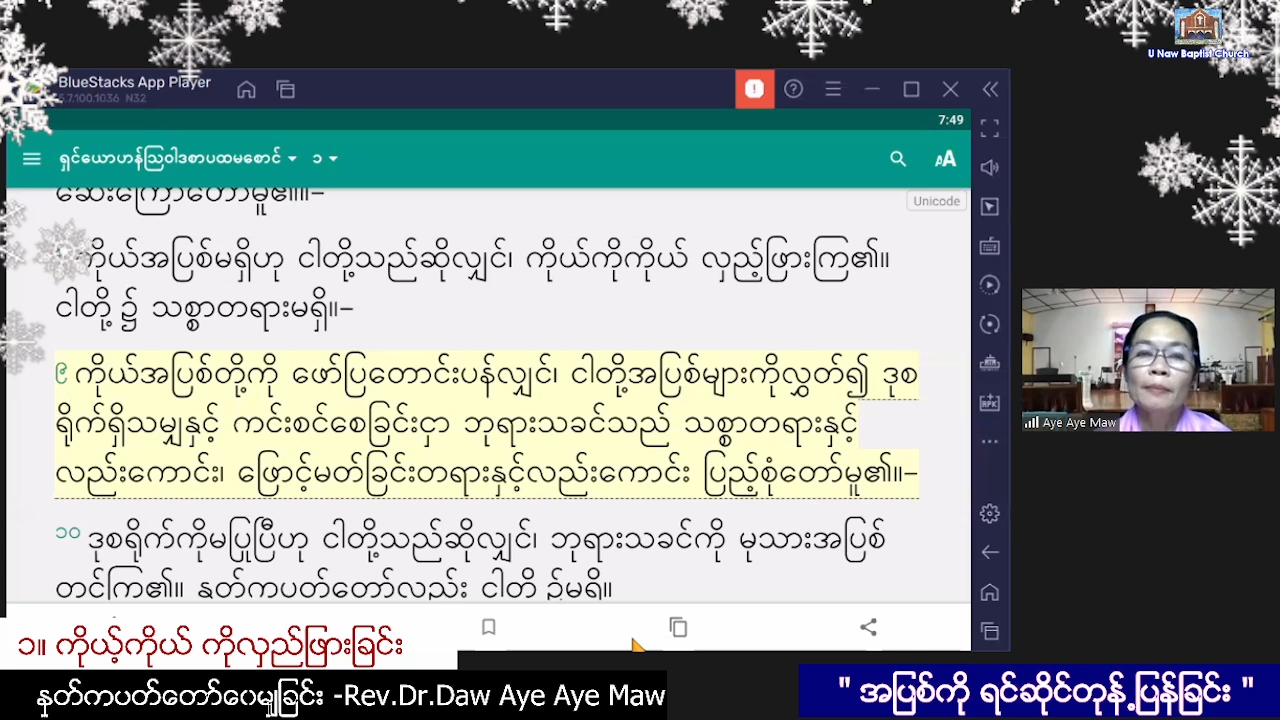 U Naw Baptist Church
BlueStacks App Player
5.7.100.1036 N32
7:49
ရှင်ယောဟန်ဩဝါဒစာပထမစောင် ၁
ဆေးကြောတော်မူ၏။–
Unicode
ကိုယ်အပြစ်မရှိဟု ငါတို့သည်ဆိုလျှင်၊ ကိုယ်ကိုကိုယ် လှည့်ဖြားကြ၏။
ငါတို့၌ သစ္စာတရားမရှိ။–
၉ ကိုယ်အပြစ်တို့ကို ဖော်ပြတောင်းပန်လျှင်၊ ငါတို့အပြစ်များကိုလွှတ်၍ ဒုစ
ရိုက်ရှိသမျှနှင့် ကင်းစင်စေခြင်းငှာ ဘုရားသခင်သည် သစ္စာတရားနှင့်
လည်းကောင်း၊ ဖြောင့်မတ်ခြင်းတရားနှင့်လည်းကောင်း ပြည့်စုံတော်မူ၏။–
၁၀ ဒုစရိုက်ကိုမပြုပြီဟု ငါတို့သည်ဆိုလျှင်၊ ဘုရားသခင်ကို မုသားအပြစ်
တင်ကြ၏။ နှုတ်ကပတ်တော်လည်း ငါတို့၌မရှိ။
Aye Aye Maw
၁။ ကိုယ့်ကိုယ် ကိုလှည်ဖြားခြင်း
နှုတ်ကပတ်တော်ဝေမျှခြင်း -Rev.Dr.Daw Aye Aye Maw
" အပြစ်ကို ရင်ဆိုင်တုန့်ပြန်ခြင်း "